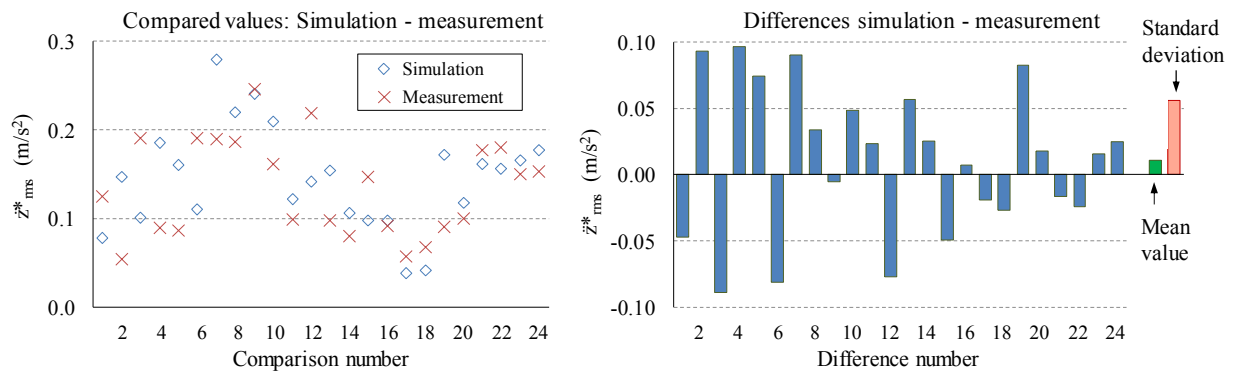 Compared values: Simulation - measurement
0.3
0.2
0.1
0.0
z̈*rms (m/s²)
Simulation
Measurement
2 4 6 8 10 12 14 16 18 20 22 24
Comparison number
Differences simulation - measurement
0.10
0.05
0.00
-0.05
-0.10
z̈*rms (m/s²)
Standard
deviation
Mean
value
2 4 6 8 10 12 14 16 18 20 22 24
Difference number